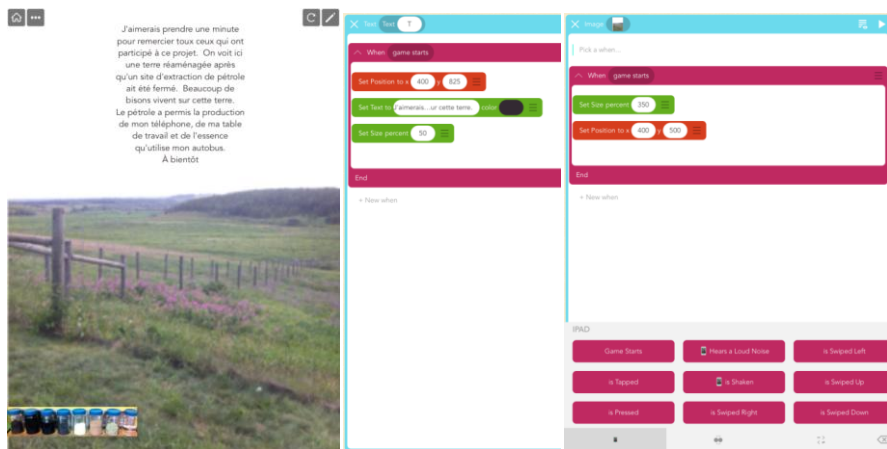 J'aimerais prendre une minute
pour remercier toux ceux qui ont
participé à ce projet. On voit ici
une terre réaménagée après
qu'un site d'extraction de pétrole
ait été fermé. Beaucoup de
bisons vivent sur cette terre.
Le pétrole a permis la production
de mon téléphone, de ma table
de travail et de l'essence
qu'utilise mon autobus.
À bientôt
Text Text T
When game starts
Set Position to x 400 y 825
Set Text to J'aimerais...ur cette terre. color
Set Size percent 50
End
+ New when
Image
Pick a when...
When game starts
Set Size percent 350
Set Position to x 400 y 500
End
+ New when
IPAD
Game Starts
Hears a Loud Noise
is Swiped Left
is Tapped
is Shaken
is Swiped Up
is Pressed
is Swiped Right
is Swiped Down